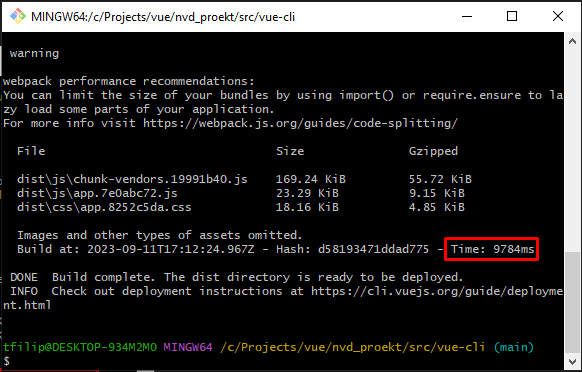 MINGW64:/c/Projects/vue/nvd_proekt/src/vue-cli
warning
webpack performance recommendations:
You can limit the size of your bundles by using import() or require.ensure to la
zy load some parts of your application.
For more info visit https://webpack.js.org/guides/code-splitting/
File Size Gzipped
dist\js\chunk-vendors.19991b40.js 169.24 KiB 55.72 KiB
dist\js\app.7e0abc72.js 23.29 KiB 9.15 KiB
dist\css\app.8252c5da.css 18.16 KiB 4.85 KiB
Images and other types of assets omitted.
Build at: 2023-09-11T17:12:24.967Z - Hash: d58193471ddad775 - Time: 9784ms
DONE Build complete. The dist directory is ready to be deployed.
INFO Check out deployment instructions at https://cli.vuejs.org/guide/deployme
nt.html
tfilip@DESKTOP-934M2MO MINGW64 /c/Projects/vue/nvd_proekt/src/vue-cli (main)
$